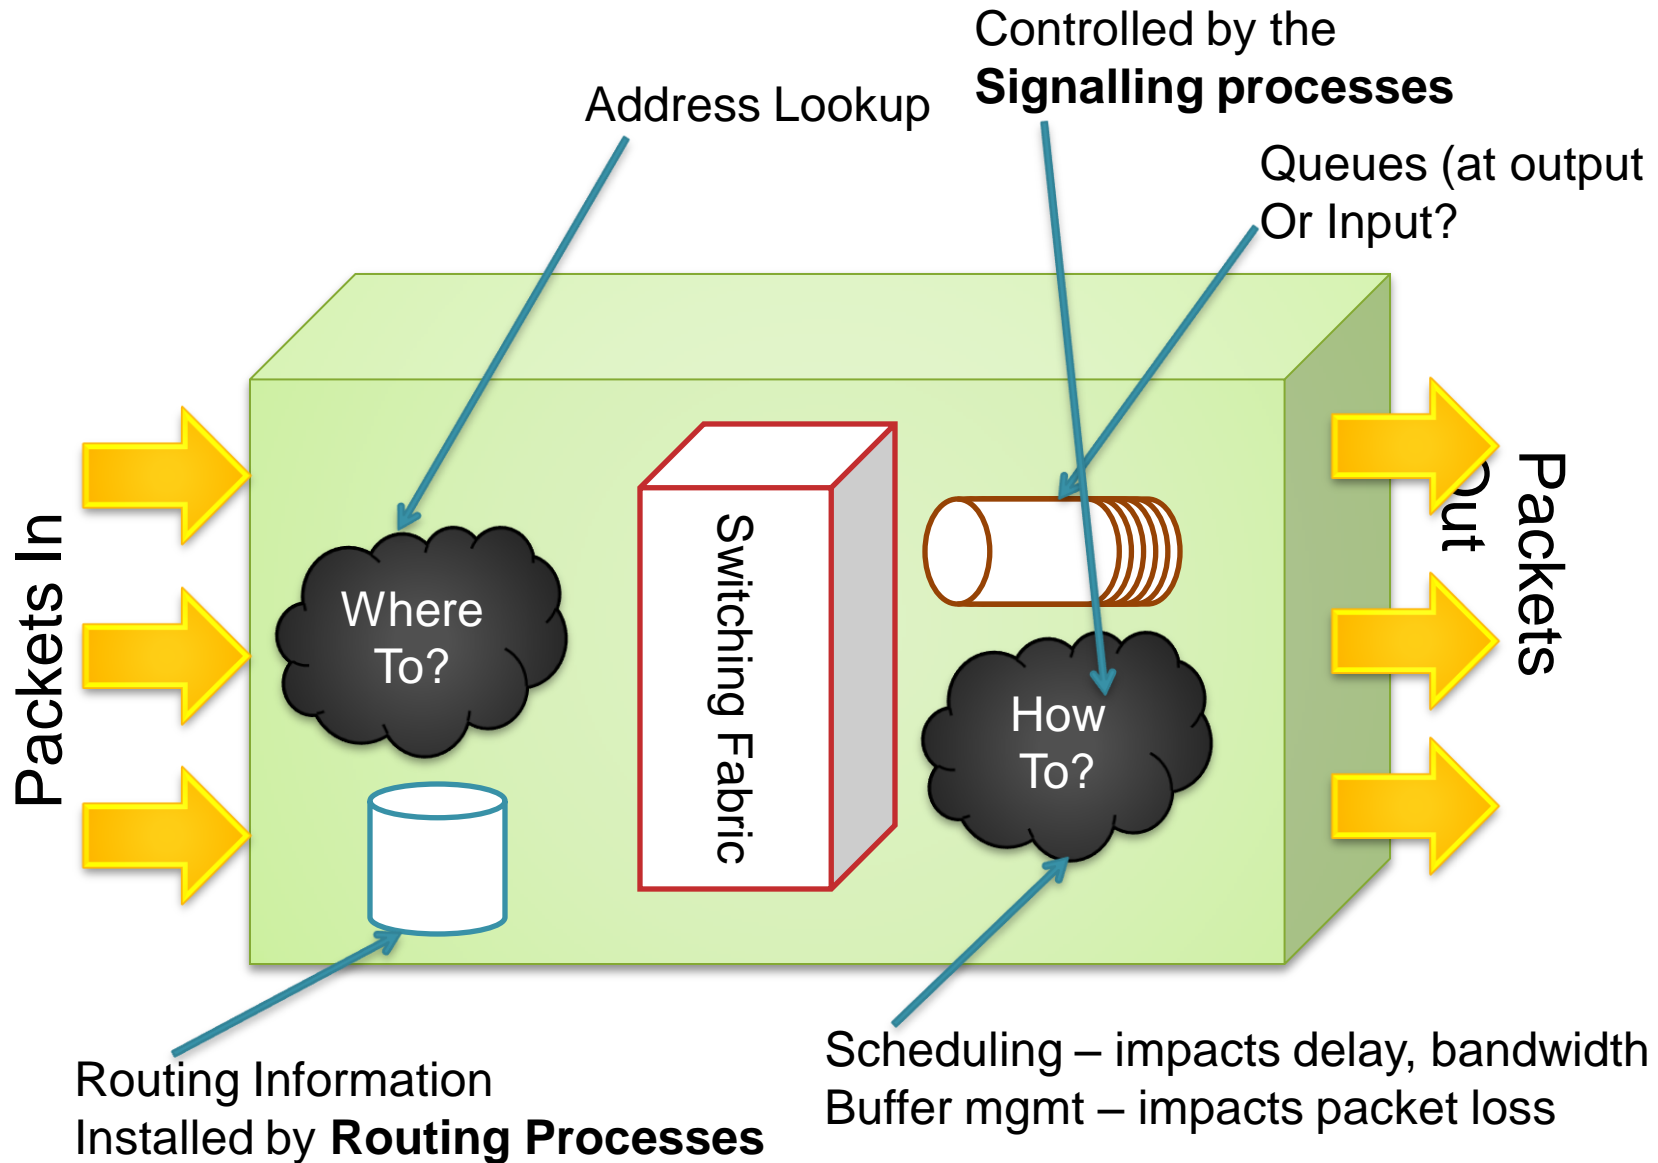 Controlled by the
Signalling processes
Address Lookup
Queues (at output
Or Input?
Packets In
Where
To?
Switching Fabric
How
To?
Packets
Out
Routing Information
Installed by Routing Processes
Scheduling – impacts delay, bandwidth
Buffer mgmt – impacts packet loss